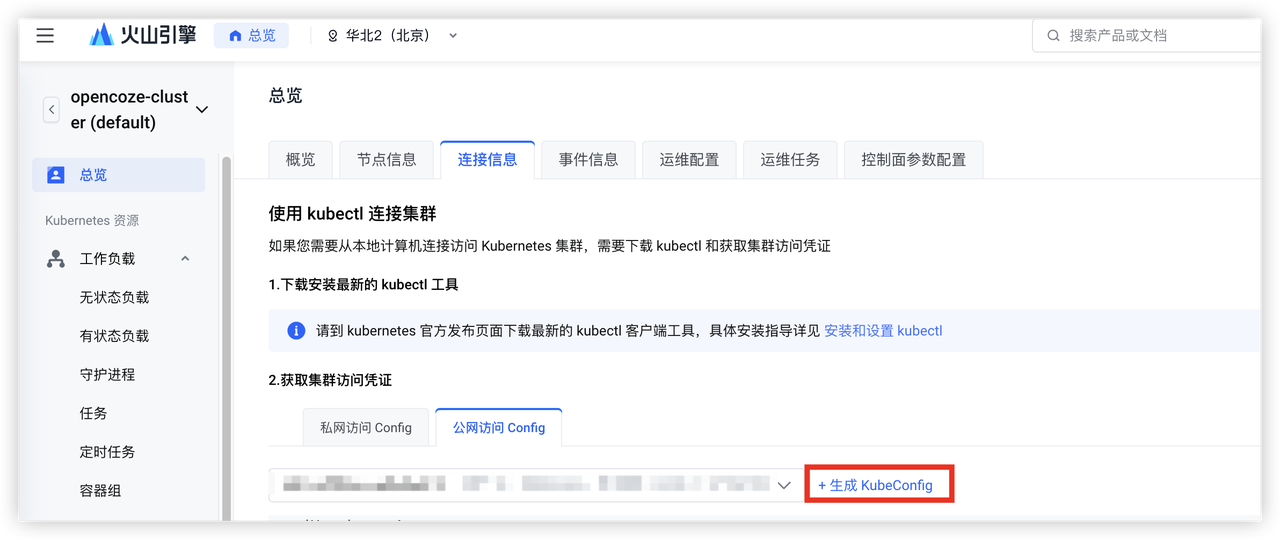 火山引擎
总览
华北2（北京）
搜索产品或文档
opencoze-clust
er (default)
总览
Kubernetes 资源
工作负载
无状态负载
有状态负载
守护进程
任务
定时任务
容器组
总览
概览
节点信息
连接信息
事件信息
运维配置
运维任务
控制面参数配置
使用 kubectl 连接集群
如果您需要从本地计算机连接访问 Kubernetes 集群，需要下载 kubectl 和获取集群访问凭证
1.下载安装最新的 kubectl 工具
请到 kubernetes 官方发布页面下载最新的 kubectl 客户端工具，具体安装指导详见 安装和设置 kubectl
2.获取集群访问凭证
私网访问 Config
公网访问 Config
+ 生成 KubeConfig